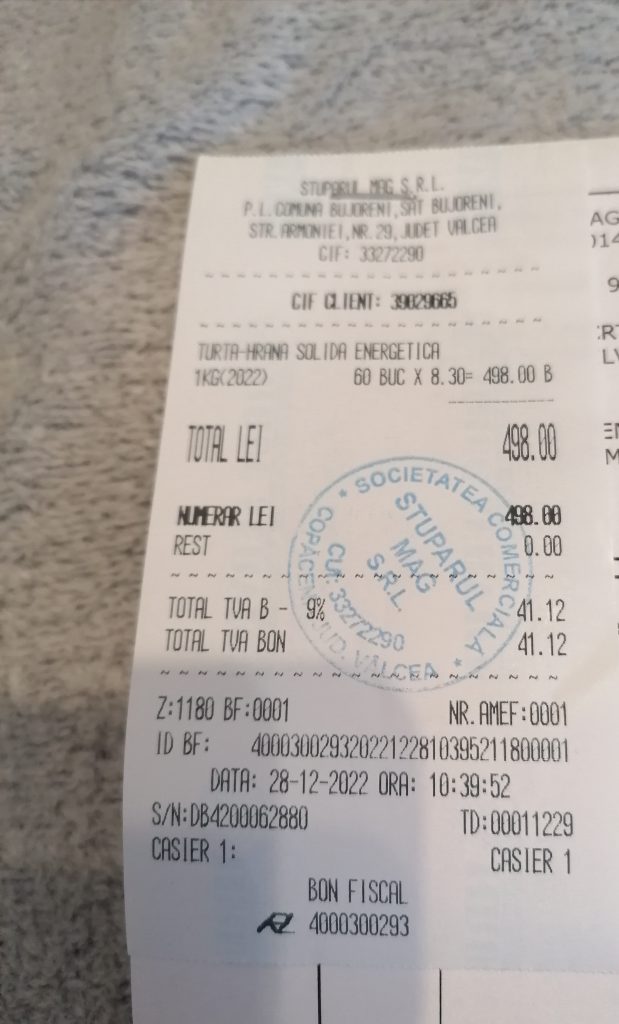 STUPARUL MAG S.R.L.
P.L. COMUNA BUJORENI, SAT BUJORENI,
STR. ARMONIEI, NR. 29, JUDET VALCEA
CIF: 33272290
CIF CLIENT: 39029665
TURTA-HRANA SOLIDA ENERGETICA
1KG(2022) 60 BUC X 8.30= 498.00 B
TOTAL LEI 498.00
NUMERAR LEI 498.00
REST 0.00
TOTAL TVA B - 9% 41.12
TOTAL TVA BON 41.12
* SOCIETATEA COMERCIALA *
STUPARUL
MAG
S.R.L.
CUI: 33272290
JUD. VALCEA
Z:1180 BF:0001 NR.AMEF:0001
ID BF: 40003002932022122810395211800001
DATA: 28-12-2022 ORA: 10:39:52
S/N:DB4200062880 TD:00011229
CASIER 1: CASIER 1
BON FISCAL
4000300293